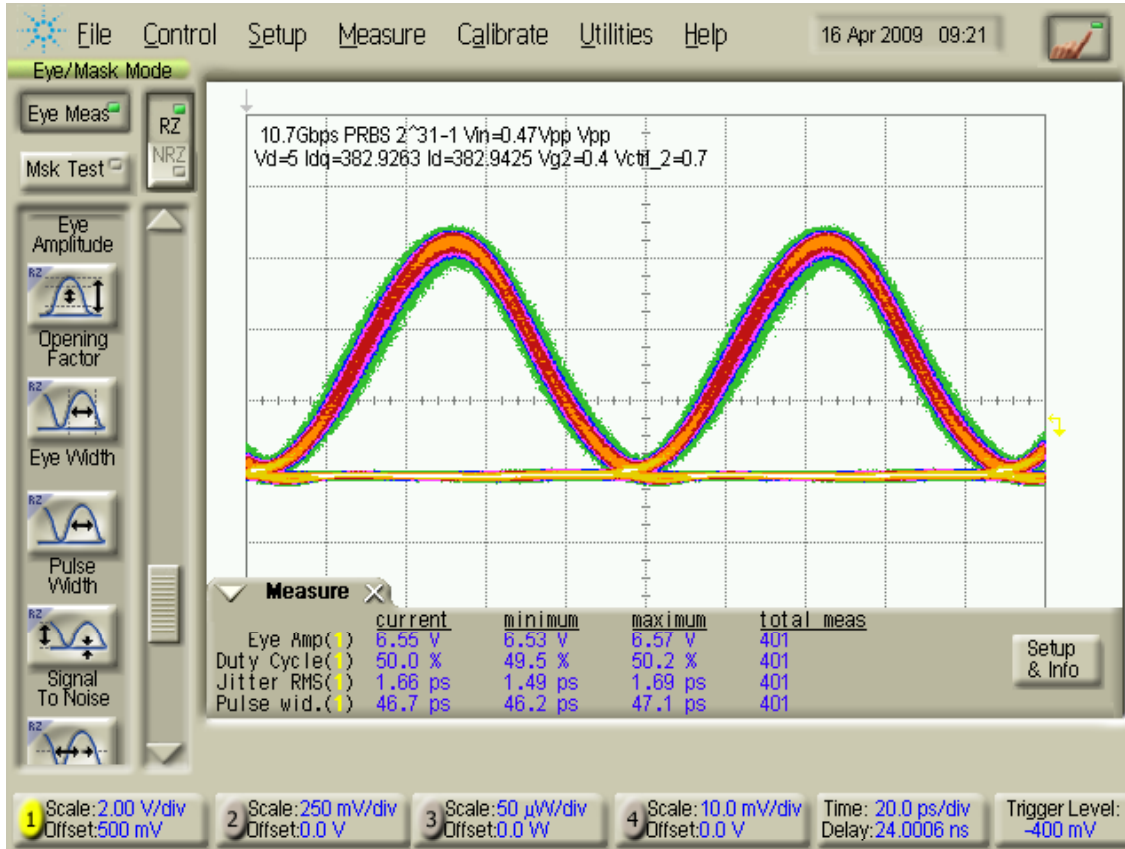 File Control Setup Measure Calibrate Utilities Help 16 Apr 2009 09:21
Eye/Mask Mode
Eye Meas
RZ
NRZ
Msk Test
10.7Gbps PRBS 2^31-1 Vin=0.47Vpp Vpp
Vd=5 Idq=382.9263 Id=382.9425 Vg2=0.4 Vctrl_2=0.7
Eye
Amplitude
RZ
Opening
Factor
RZ
Eye Width
RZ
Pulse
Width
RZ
Signal
To Noise
RZ
Measure
current minimum maximum total meas
Eye Amp(1) 6.55 V 6.53 V 6.57 V 401
Duty Cycle(1) 50.0 % 49.5 % 50.2 % 401
Jitter RMS(1) 1.66 ps 1.49 ps 1.69 ps 401
Pulse wid.(1) 46.7 ps 46.2 ps 47.1 ps 401
Setup
& Info
1 Scale:2.00 V/div
Offset:500 mV
2 Scale:250 mV/div
Offset:0.0 V
3 Scale:50 µW/div
Offset:0.0 W
4 Scale:10.0 mV/div
Offset:0.0 V
Time: 20.0 ps/div
Delay:24.0006 ns
Trigger Level:
-400 mV